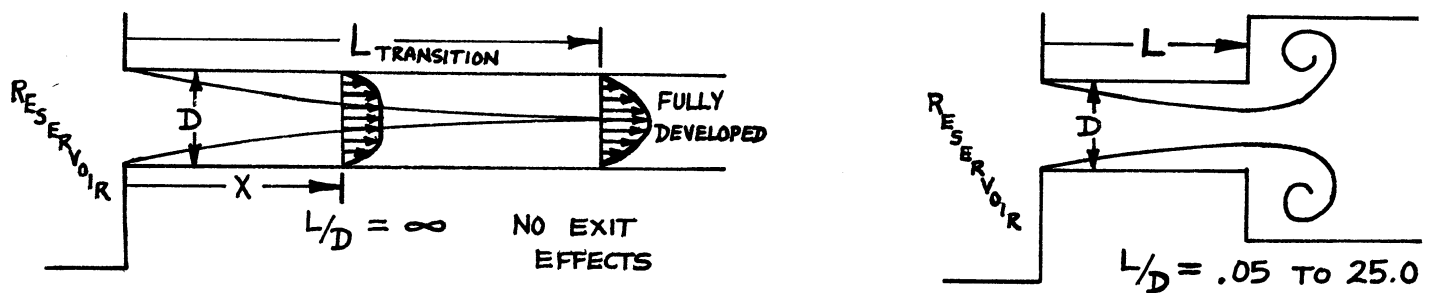 L TRANSITION
RESERVOIR
D
FULLY
DEVELOPED
X
L/D = ∞
NO EXIT
EFFECTS
L
RESERVOIR
D
L/D = .05 TO 25.0